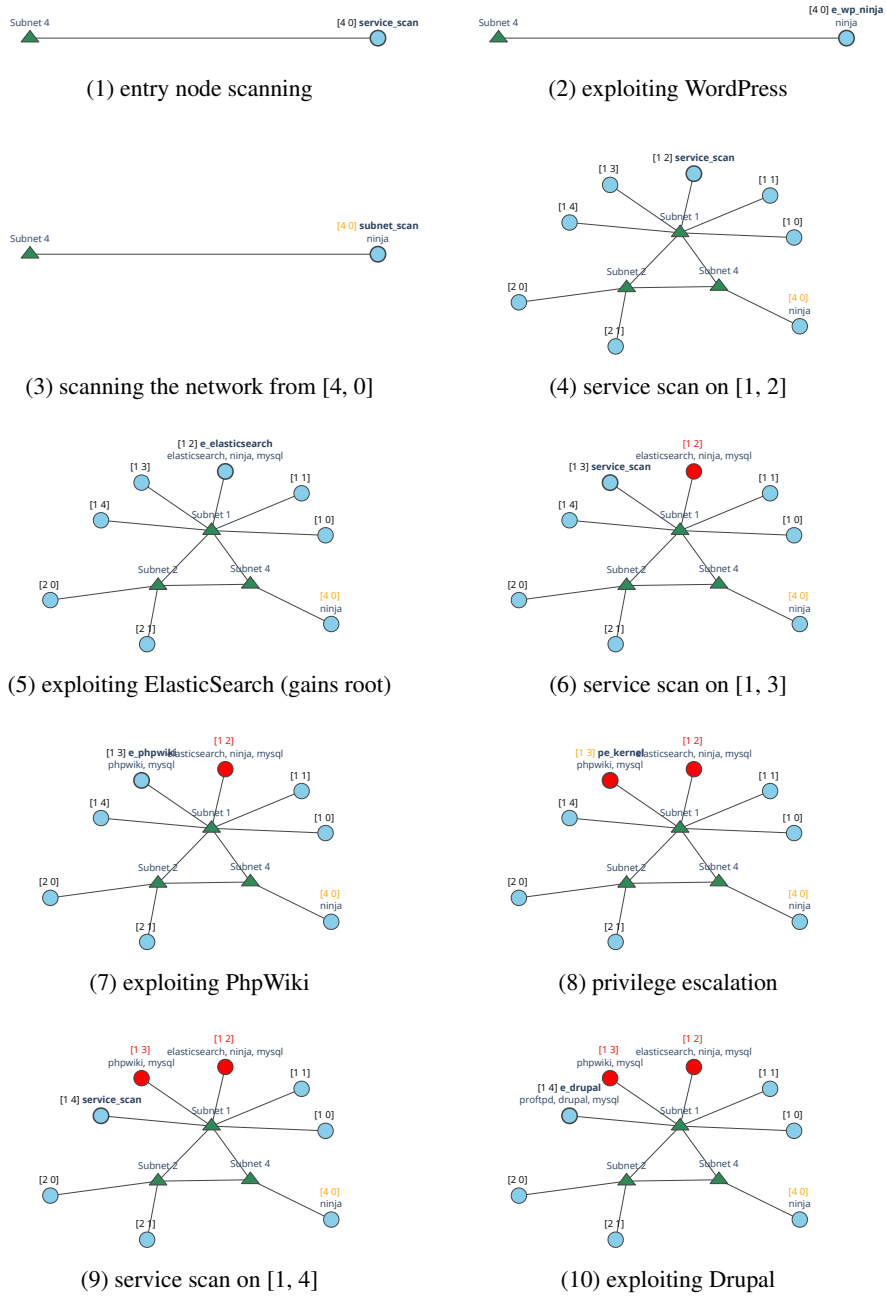 Subnet 4
[4 0] service_scan
(1) entry node scanning
Subnet 4
[4 0] e_wp_ninja
ninja
(2) exploiting WordPress
Subnet 4
[4 0] subnet_scan
ninja
(3) scanning the network from [4, 0]
[1 2] service_scan
[1 3]
[1 1]
[1 4]
Subnet 1
[1 0]
Subnet 2
Subnet 4
[2 0]
[4 0]
ninja
[2 1]
(4) service scan on [1, 2]
[1 2] e_elasticsearch
elasticsearch, ninja, mysql
[1 3]
[1 1]
[1 4]
Subnet 1
[1 0]
Subnet 2
Subnet 4
[2 0]
[4 0]
ninja
[2 1]
(5) exploiting ElasticSearch (gains root)
[1 2]
elasticsearch, ninja, mysql
[1 3] service_scan
[1 1]
[1 4]
Subnet 1
[1 0]
Subnet 2
Subnet 4
[2 0]
[4 0]
ninja
[2 1]
(6) service scan on [1, 3]
[1 2]
[1 3] e_phpwiki
elasticsearch, ninja, mysql
phpwiki, mysql
[1 1]
[1 4]
Subnet 1
[1 0]
Subnet 2
Subnet 4
[2 0]
[4 0]
ninja
[2 1]
(7) exploiting PhpWiki
[1 2]
[1 3] pe_kernel
elasticsearch, ninja, mysql
phpwiki, mysql
[1 1]
[1 4]
Subnet 1
[1 0]
Subnet 2
Subnet 4
[2 0]
[4 0]
ninja
[2 1]
(8) privilege escalation
[1 2]
[1 3]
elasticsearch, ninja, mysql
phpwiki, mysql
[1 1]
[1 4] service_scan
Subnet 1
[1 0]
Subnet 2
Subnet 4
[2 0]
[4 0]
ninja
[2 1]
(9) service scan on [1, 4]
[1 2]
[1 3]
elasticsearch, ninja, mysql
phpwiki, mysql
[1 1]
[1 4] e_drupal
proftpd, drupal, mysql
Subnet 1
[1 0]
Subnet 2
Subnet 4
[2 0]
[4 0]
ninja
[2 1]
(10) exploiting Drupal